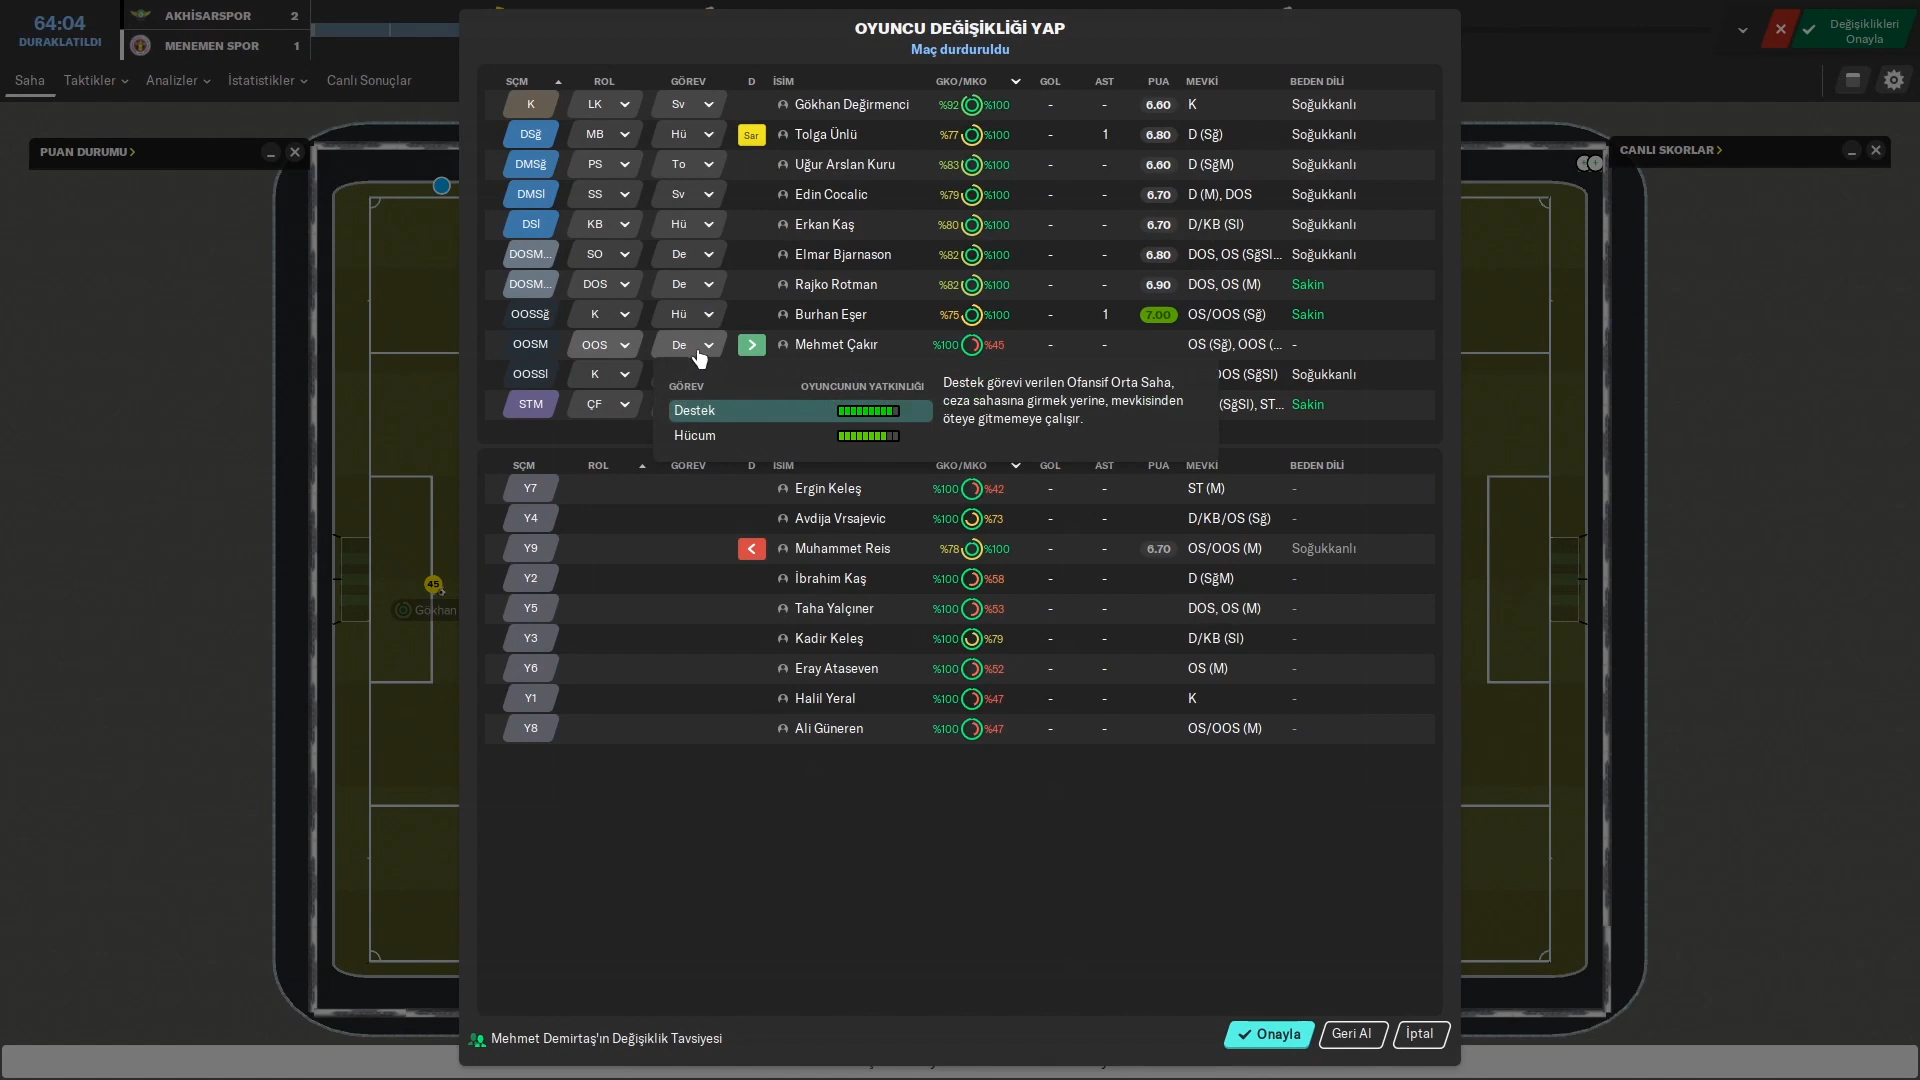 64:04
DURAKLATILDI
AKHİSARSPOR 2
MENEMEN SPOR 1
Saha Taktikler Analizler İstatistikler Canlı Sonuçlar
Değişiklikleri
Onayla
PUAN DURUMU
CANLI SKORLAR
45
Gökhan
OYUNCU DEĞİŞİKLİĞİ YAP
Maç durduruldu
SÇM ROL GÖREV D İSİM GKO/MKO GOL AST PUA MEVKİ BEDEN DİLİ
K LK Sv Gökhan Değirmenci %92 %100 - - 6.60 K Soğukkanlı
DSğ MB Hü Sar Tolga Ünlü %77 %100 - 1 6.80 D (Sğ) Soğukkanlı
DMSğ PS To Uğur Arslan Kuru %83 %100 - - 6.60 D (SğM) Soğukkanlı
DMSl SS Sv Edin Cocalic %79 %100 - - 6.70 D (M), DOS Soğukkanlı
DSl KB Hü Erkan Kaş %80 %100 - - 6.70 D/KB (Sl) Soğukkanlı
DOSM... SO De Elmar Bjarnason %82 %100 - - 6.80 DOS, OS (SğSl... Soğukkanlı
DOSM... DOS De Rajko Rotman %82 %100 - - 6.90 DOS, OS (M) Sakin
OOSSğ K Hü Burhan Eşer %75 %100 - 1 7.00 OS/OOS (Sğ) Sakin
OOSM OOS De Mehmet Çakır %100 %45 - - OS (Sğ), OOS (... -
OOSSl K OOS (SğSl) Soğukkanlı
STM ÇF (SğSl), ST... Sakin
GÖREV OYUNCUNUN YATKINLIĞI
Destek
Hücum
Destek görevi verilen Ofansif Orta Saha,
ceza sahasına girmek yerine, mevkisinden
öteye gitmemeye çalışır.
SÇM ROL GÖREV D İSİM GKO/MKO GOL AST PUA MEVKİ BEDEN DİLİ
Y7 Ergin Keleş %100 %42 - - ST (M) -
Y4 Avdija Vrsajevic %100 %73 - - D/KB/OS (Sğ) -
Y9 Muhammet Reis %78 %100 - - 6.70 OS/OOS (M) Soğukkanlı
Y2 İbrahim Kaş %100 %58 - - D (SğM) -
Y5 Taha Yalçıner %100 %53 - - DOS, OS (M) -
Y3 Kadir Keleş %100 %79 - - D/KB (Sl) -
Y6 Eray Ataseven %100 %52 - - OS (M) -
Y1 Halil Yeral %100 %47 - - K -
Y8 Ali Güneren %100 %47 - - OS/OOS (M) -
Mehmet Demirtaş'ın Değişiklik Tavsiyesi
Onayla Geri Al İptal